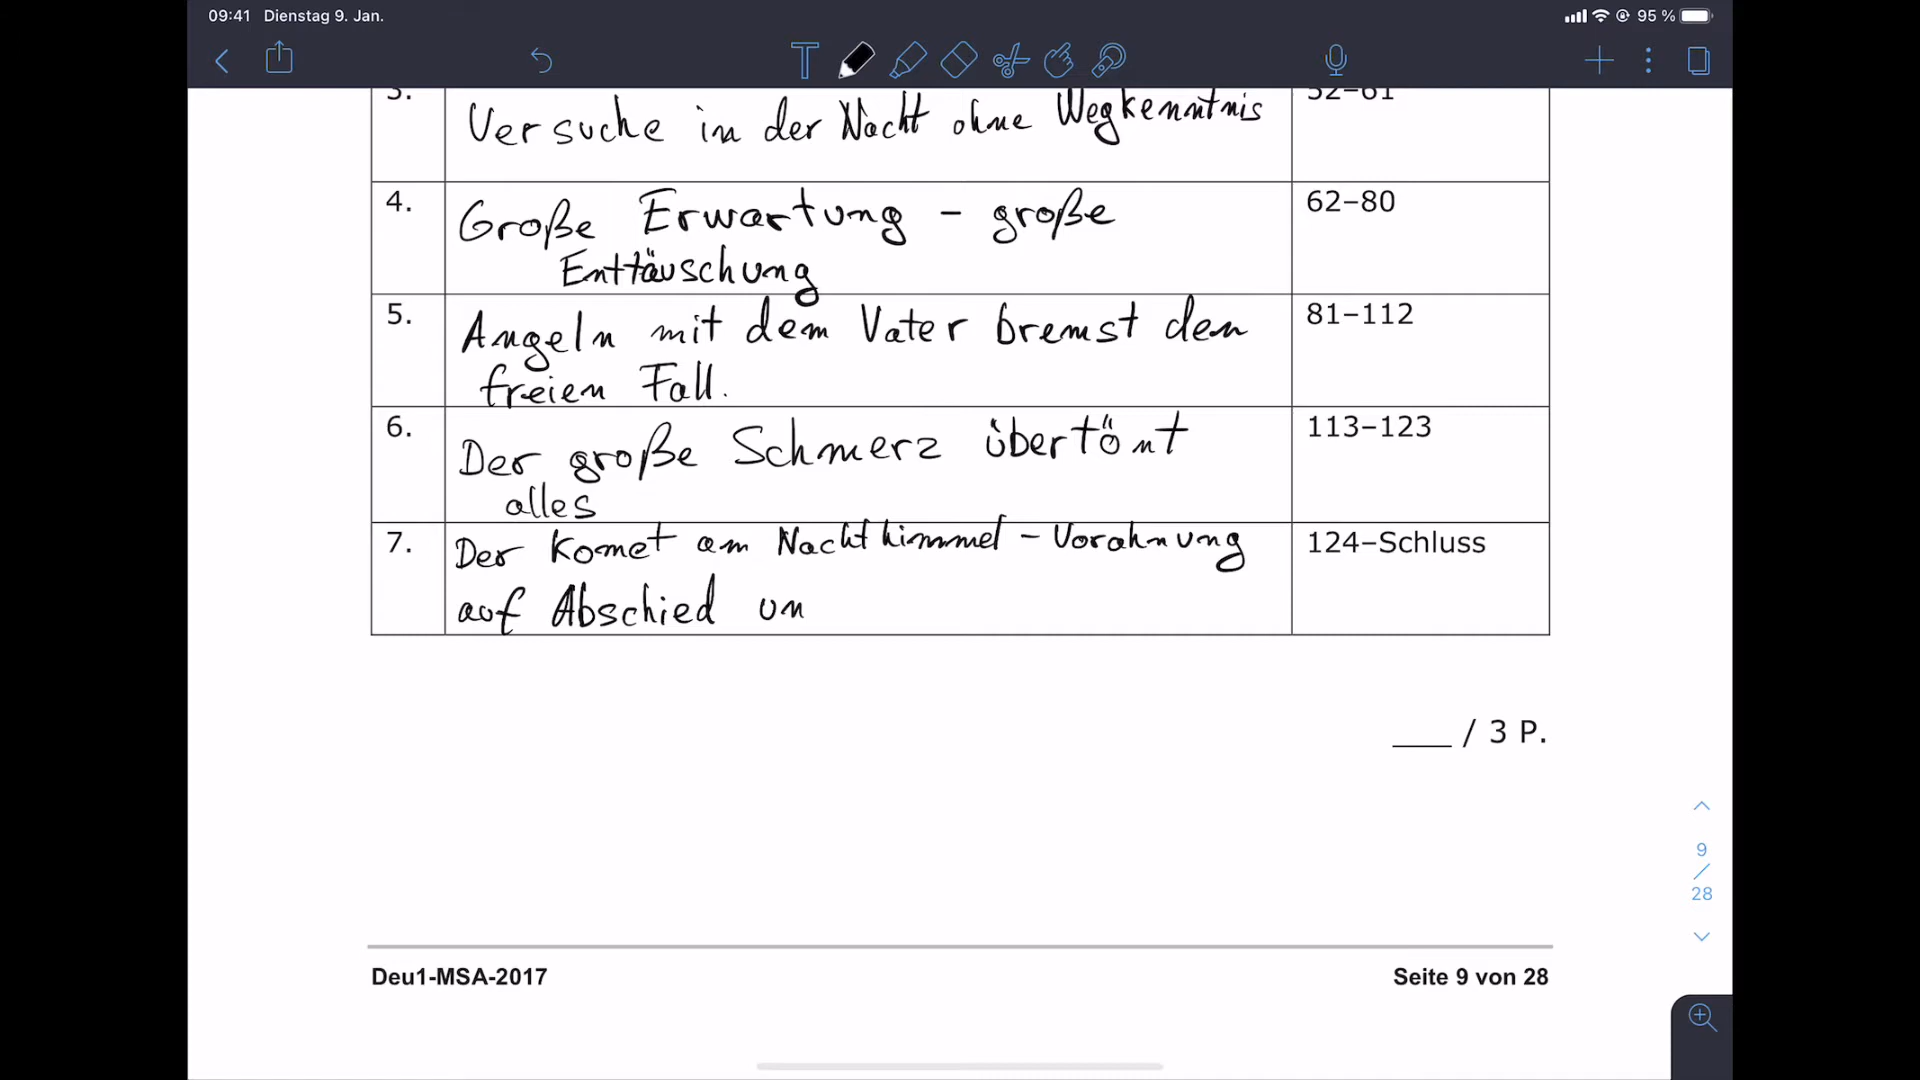 09:41 Dienstag 9. Jan. 95 %
3. 52–61
Versuche in der Nacht ohne Wegkenntnis
4. Große Erwartung – große 62–80
Enttäuschung
5. Angeln mit dem Vater bremst den 81–112
freien Fall.
6. Der große Schmerz übertönt 113–123
alles
7. Der Komet am Nachthimmel – Vorahnung 124–Schluss
auf Abschied un
___ / 3 P.
9
/
28
Deu1-MSA-2017 Seite 9 von 28